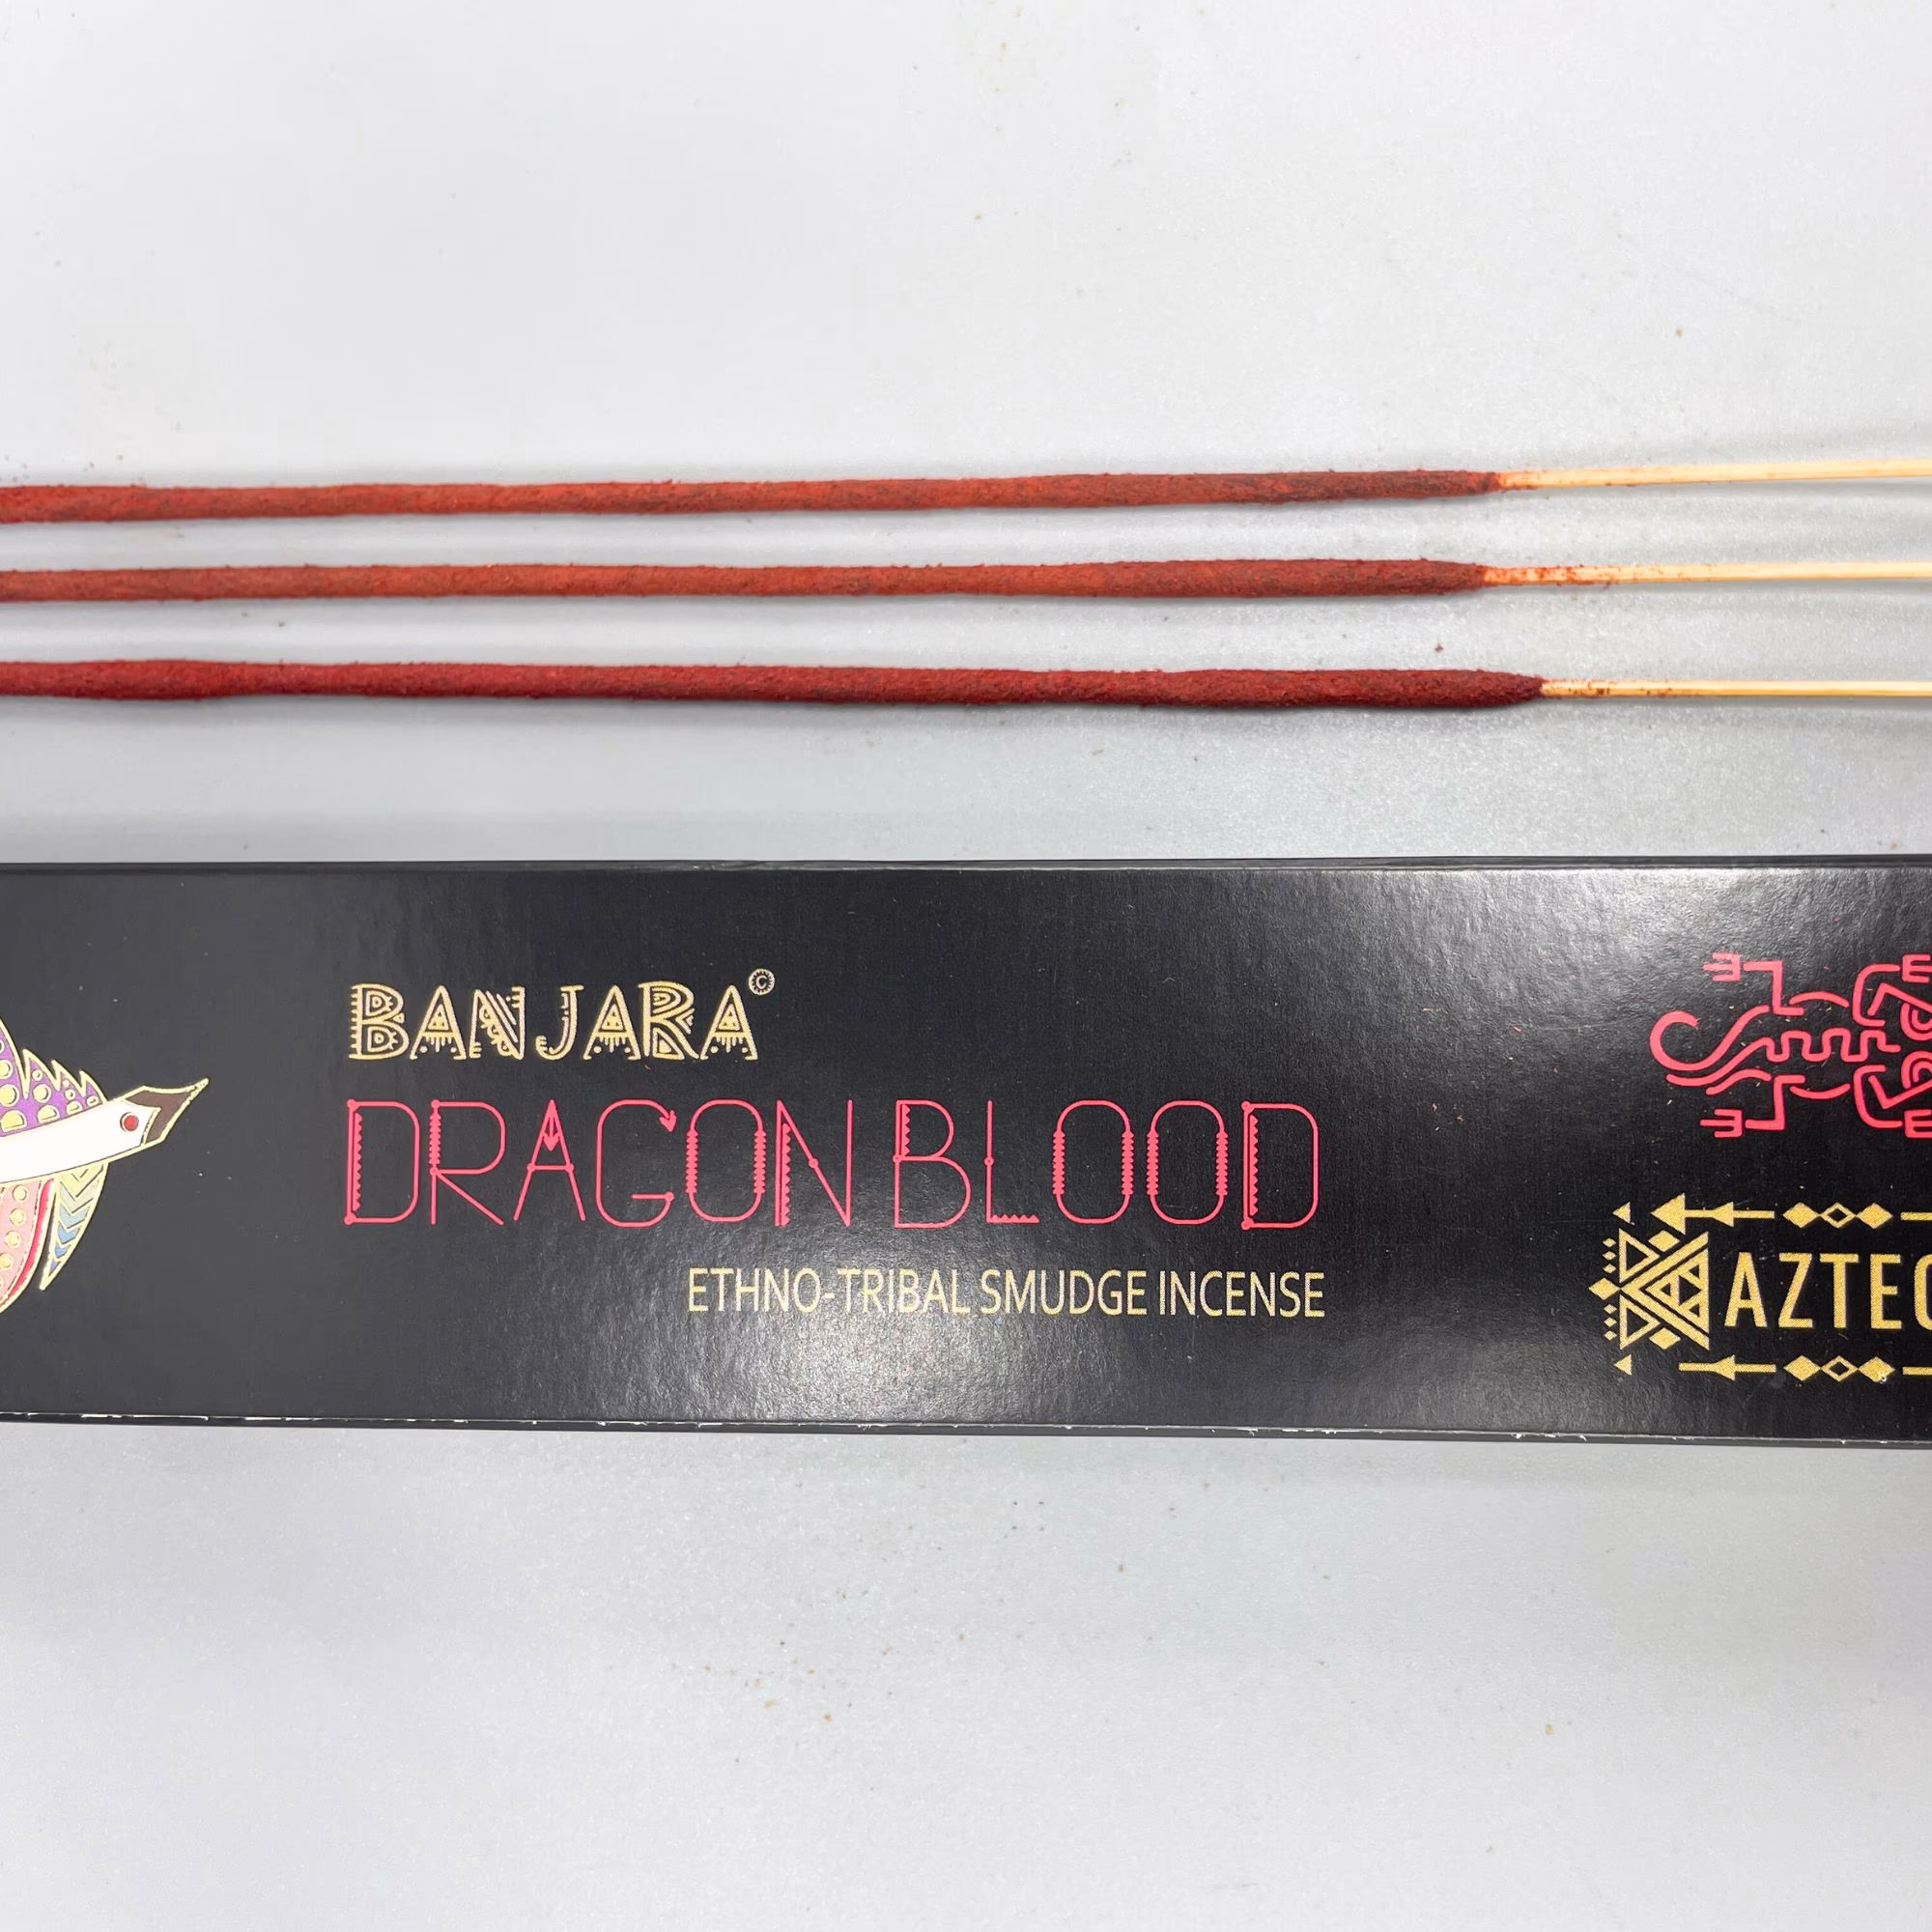 BANJARA©
DRAGON BLOOD
ETHNO-TRIBAL SMUDGE INCENSE
AZTEC